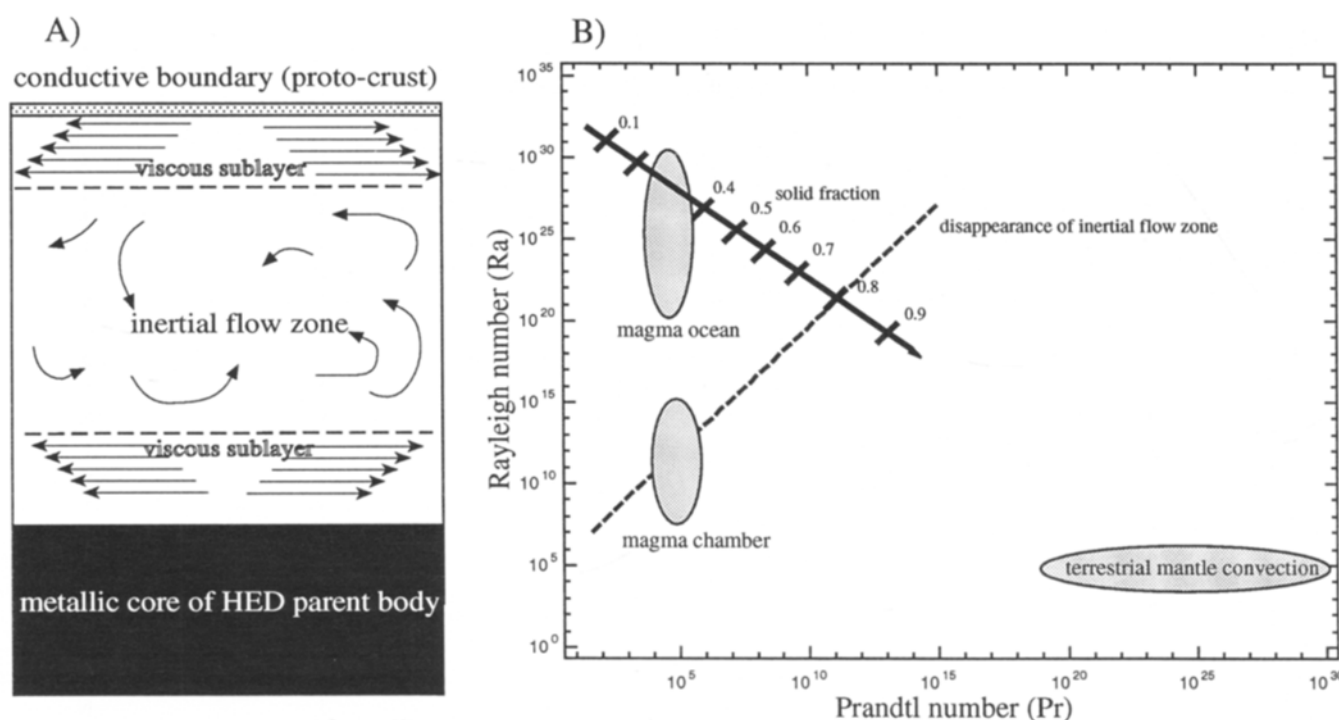 A)
conductive boundary (proto-crust)
viscous sublayer
inertial flow zone
viscous sublayer
metallic core of HED parent body
B)
Rayleigh number (Ra)
10^35
10^30
10^25
10^20
10^15
10^10
10^5
10^0
0.1
0.4
0.5 solid fraction
0.6
0.7
0.8
0.9
disappearance of inertial flow zone
magma ocean
magma chamber
terrestrial mantle convection
10^5
10^10
10^15
10^20
10^25
10^30
Prandtl number (Pr)